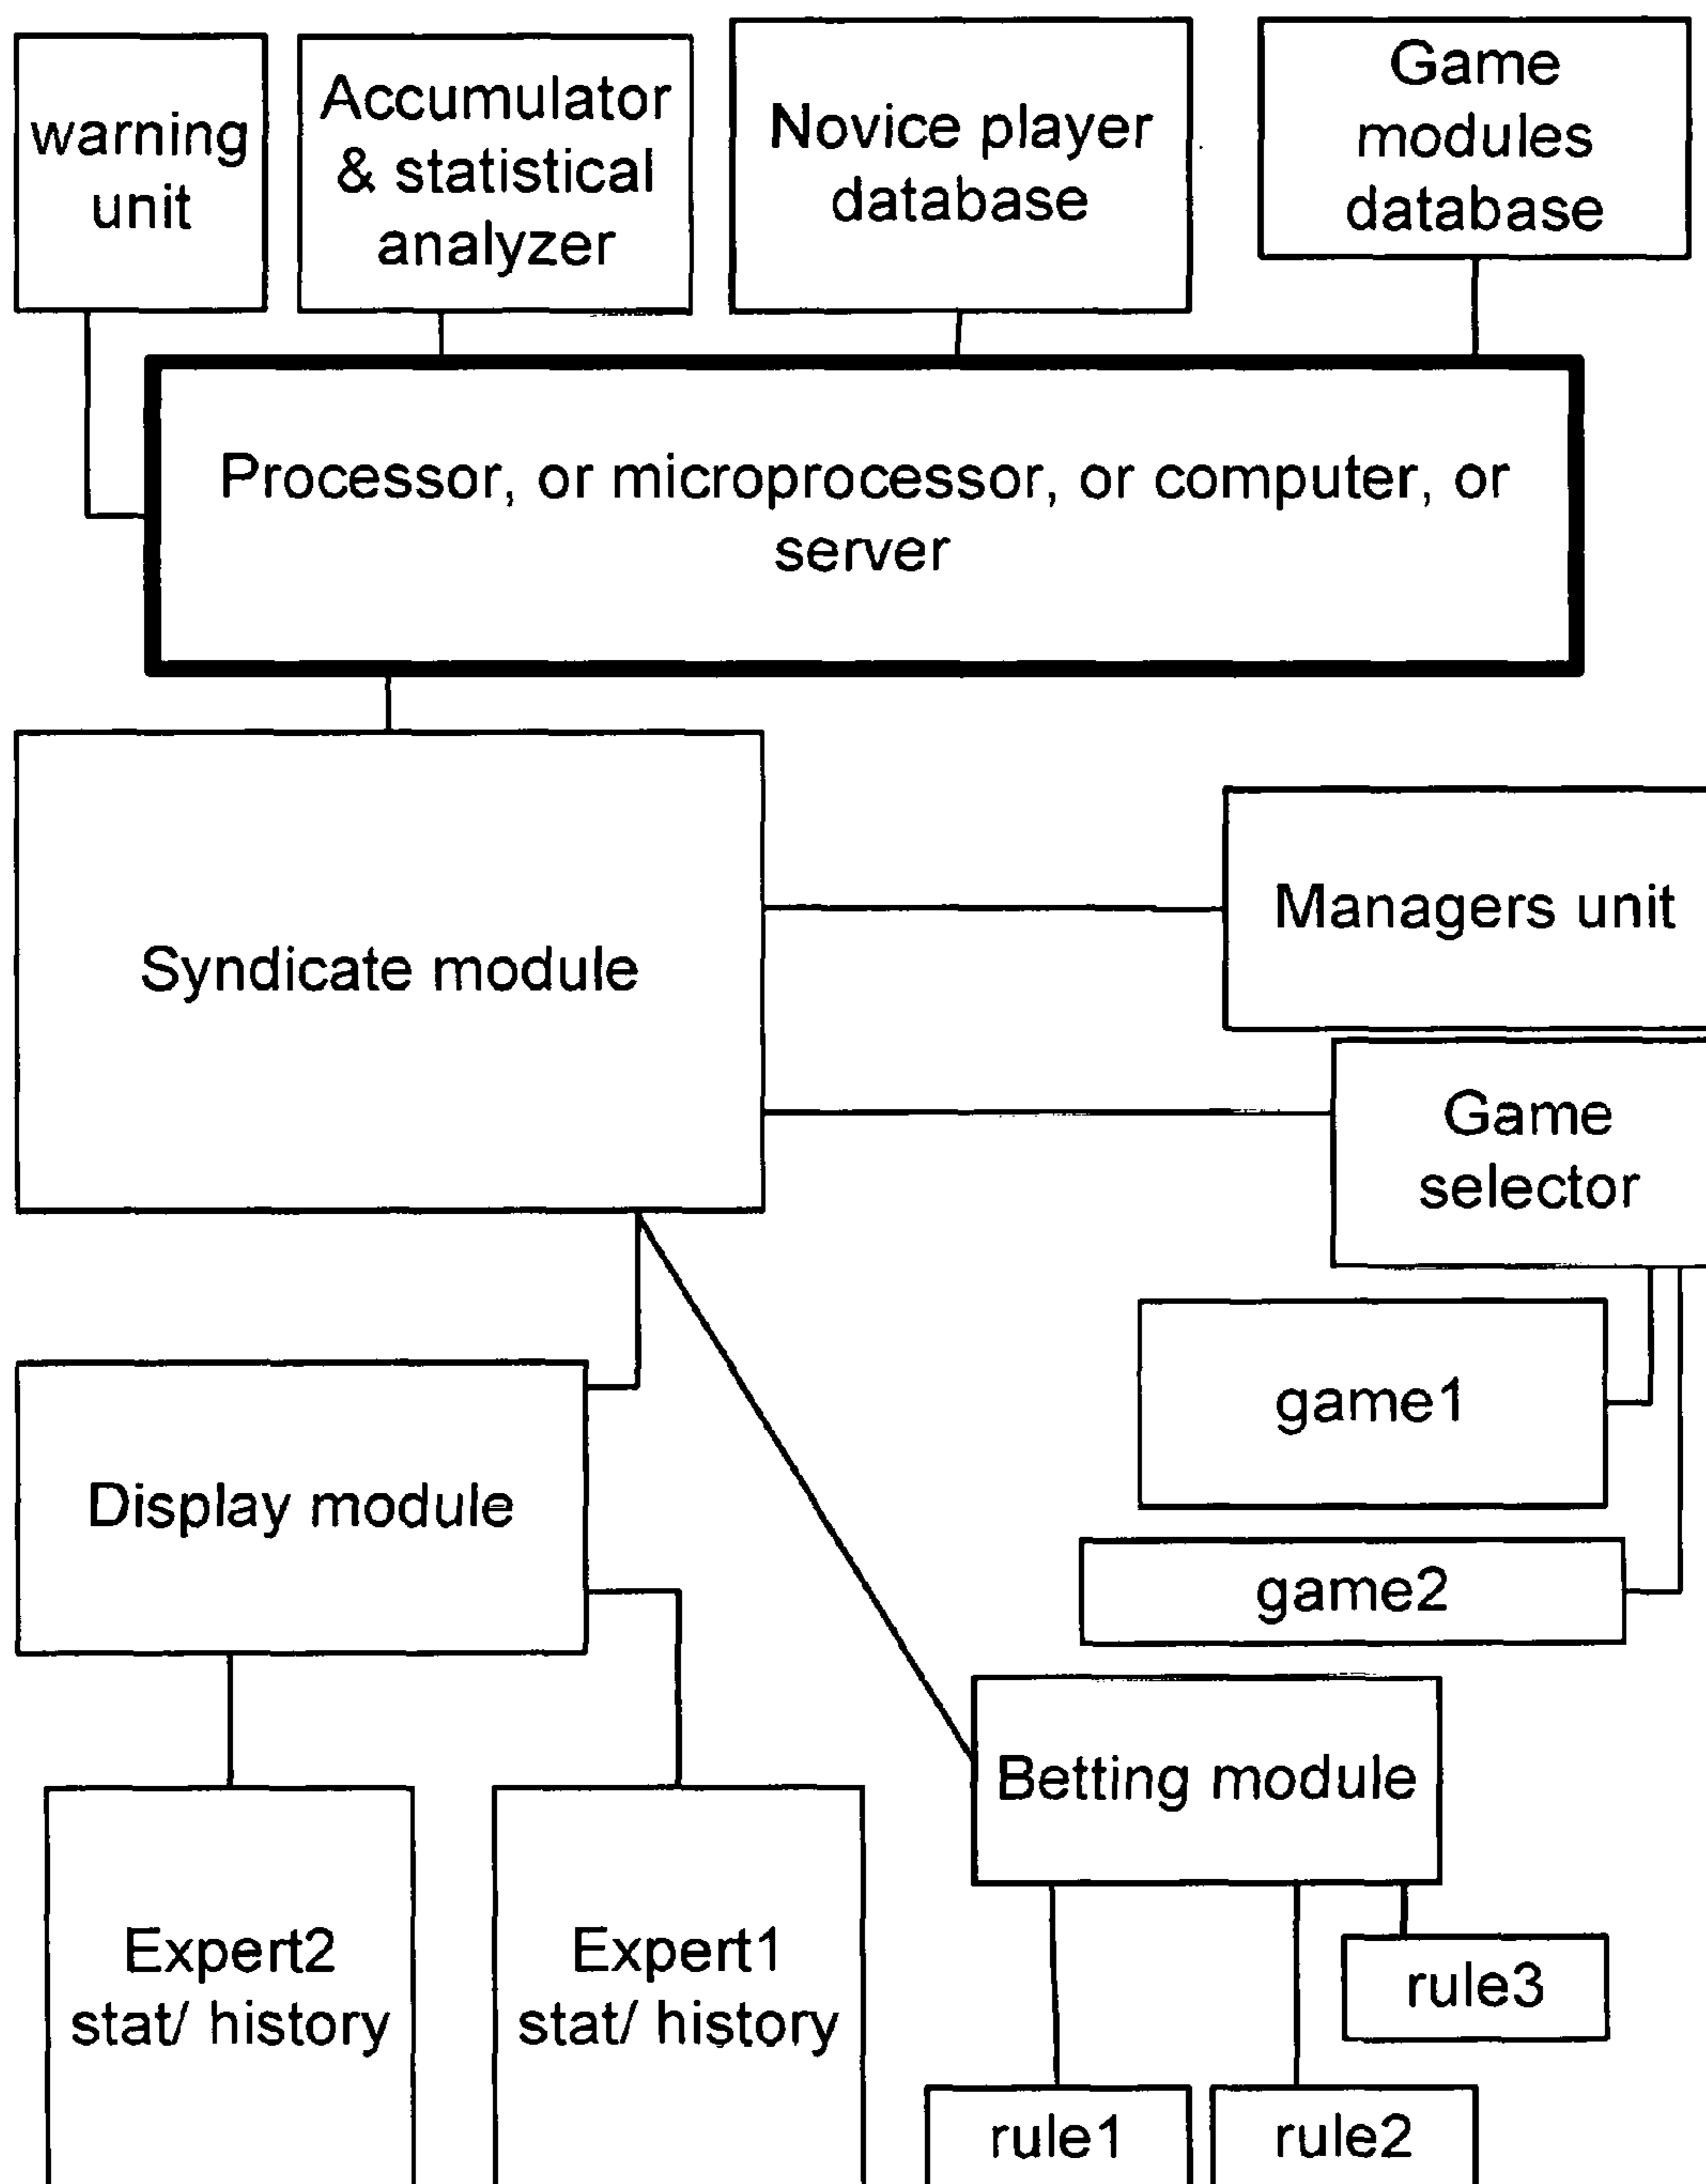 warning
unit
Accumulator
& statistical
analyzer
Novice player
database
Game
modules
database
Processor, or microprocessor, or computer, or
server
Syndicate module
Managers unit
Game
selector
game1
Display module
game2
Betting module
Expert2
stat/ history
Expert1
stat/ history
rule3
rule1
rule2